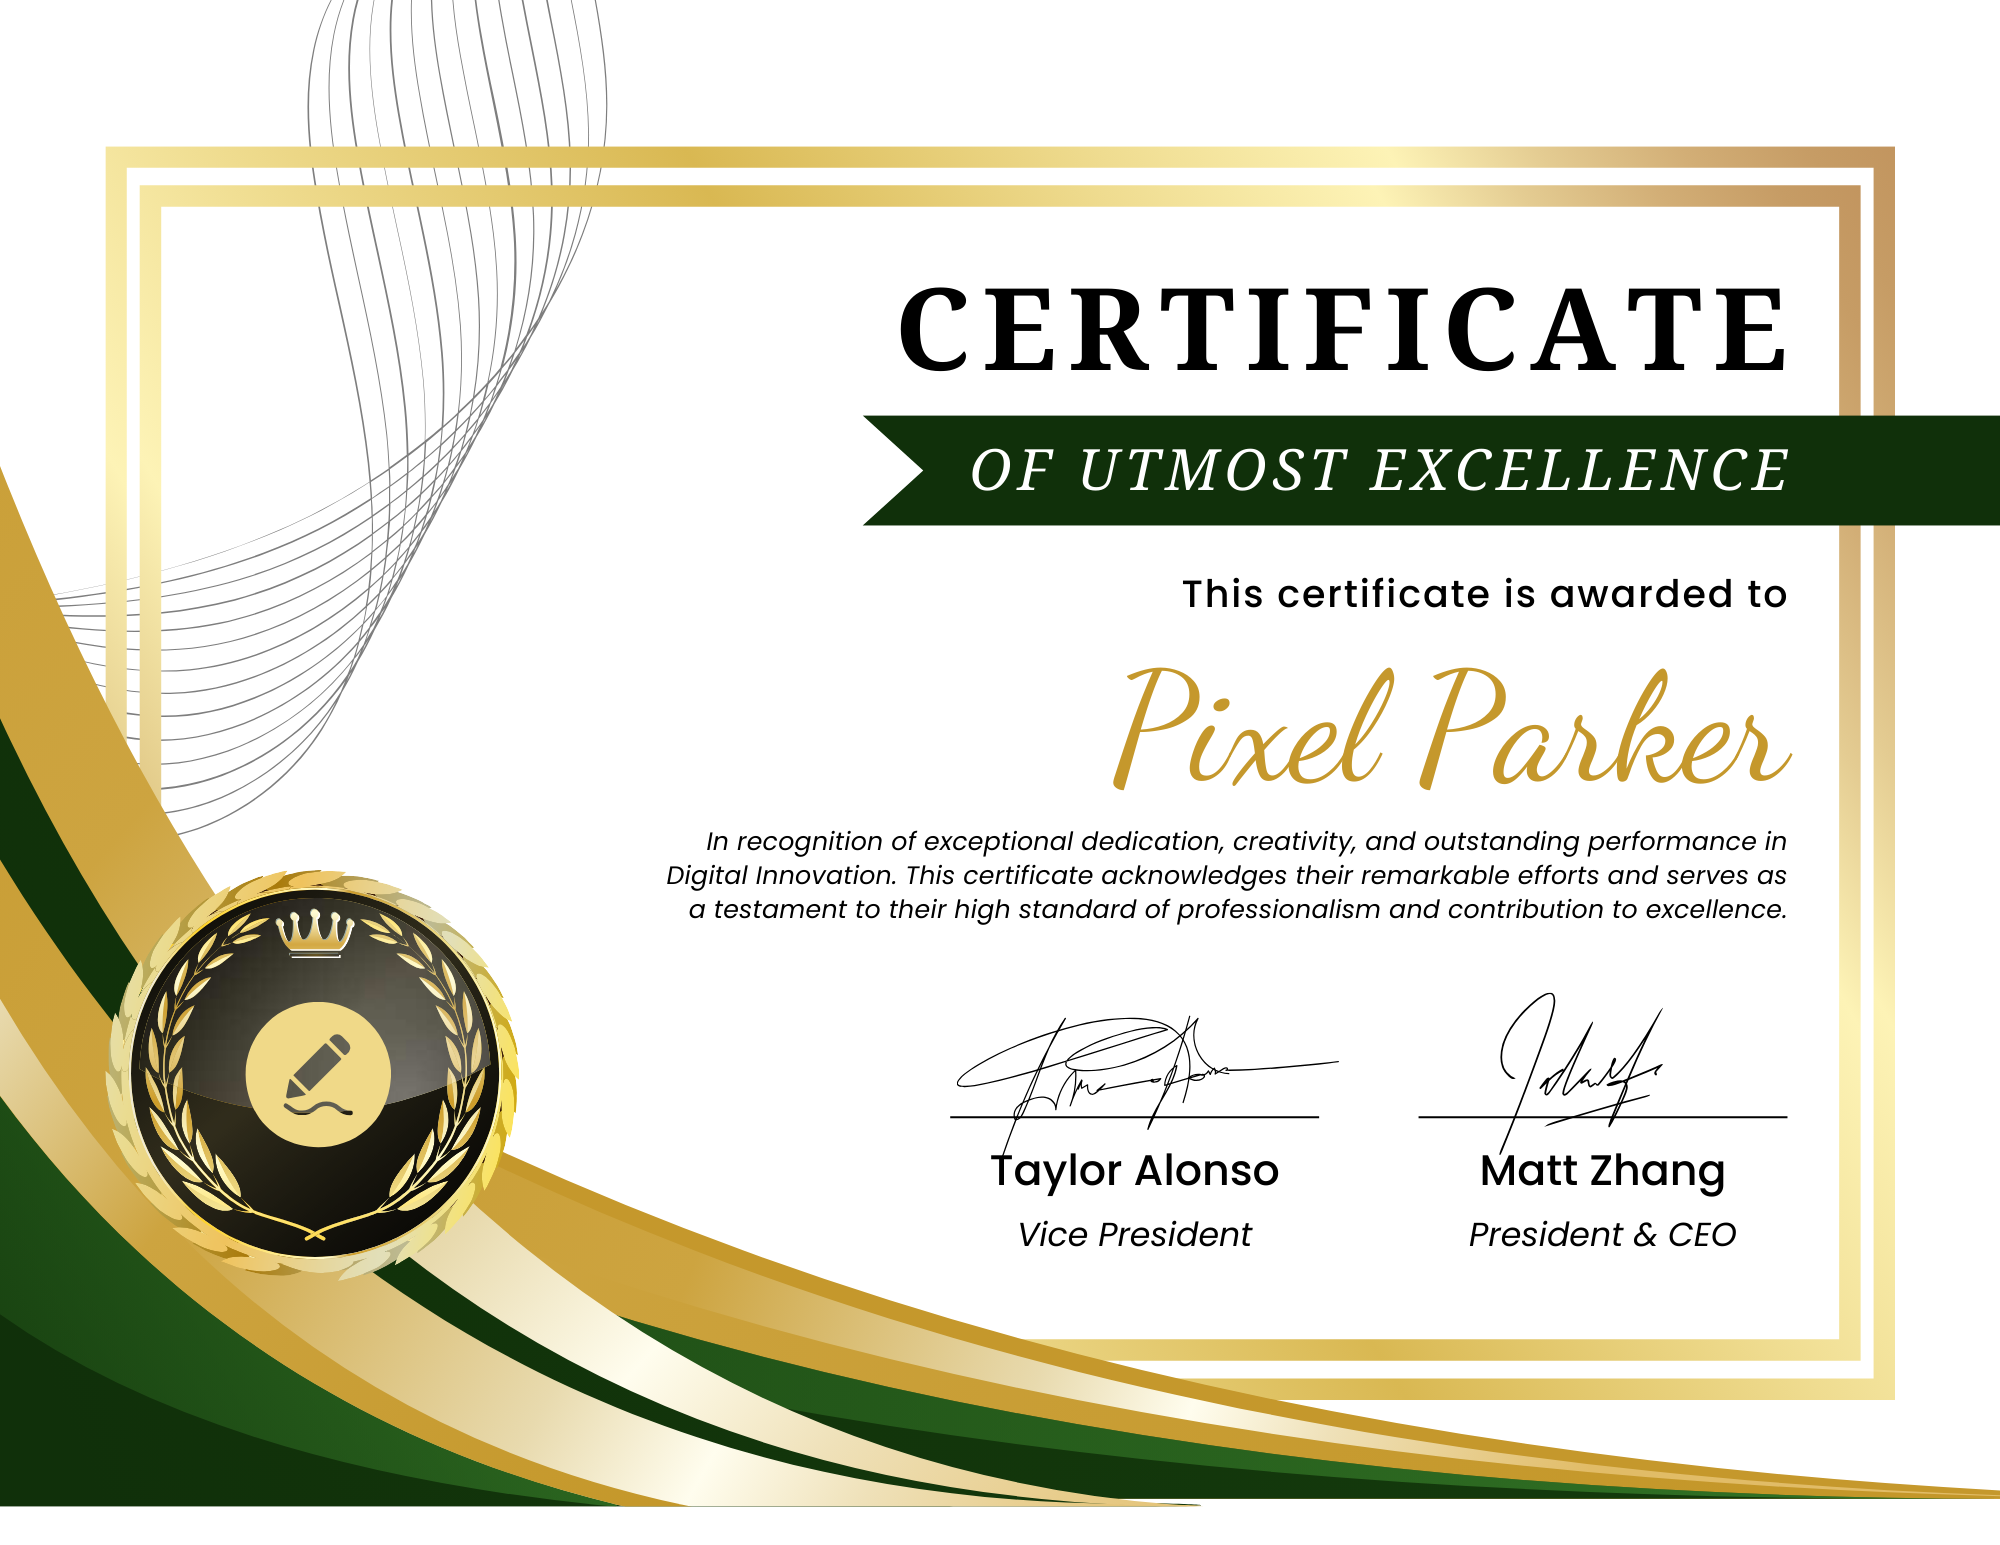 CERTIFICATE
OF UTMOST EXCELLENCE
This certificate is awarded to
Pixel Parker
In recognition of exceptional dedication, creativity, and outstanding performance in
Digital Innovation. This certificate acknowledges their remarkable efforts and serves as
a testament to their high standard of professionalism and contribution to excellence.
Taylor Alonso
Vice President
Matt Zhang
President & CEO